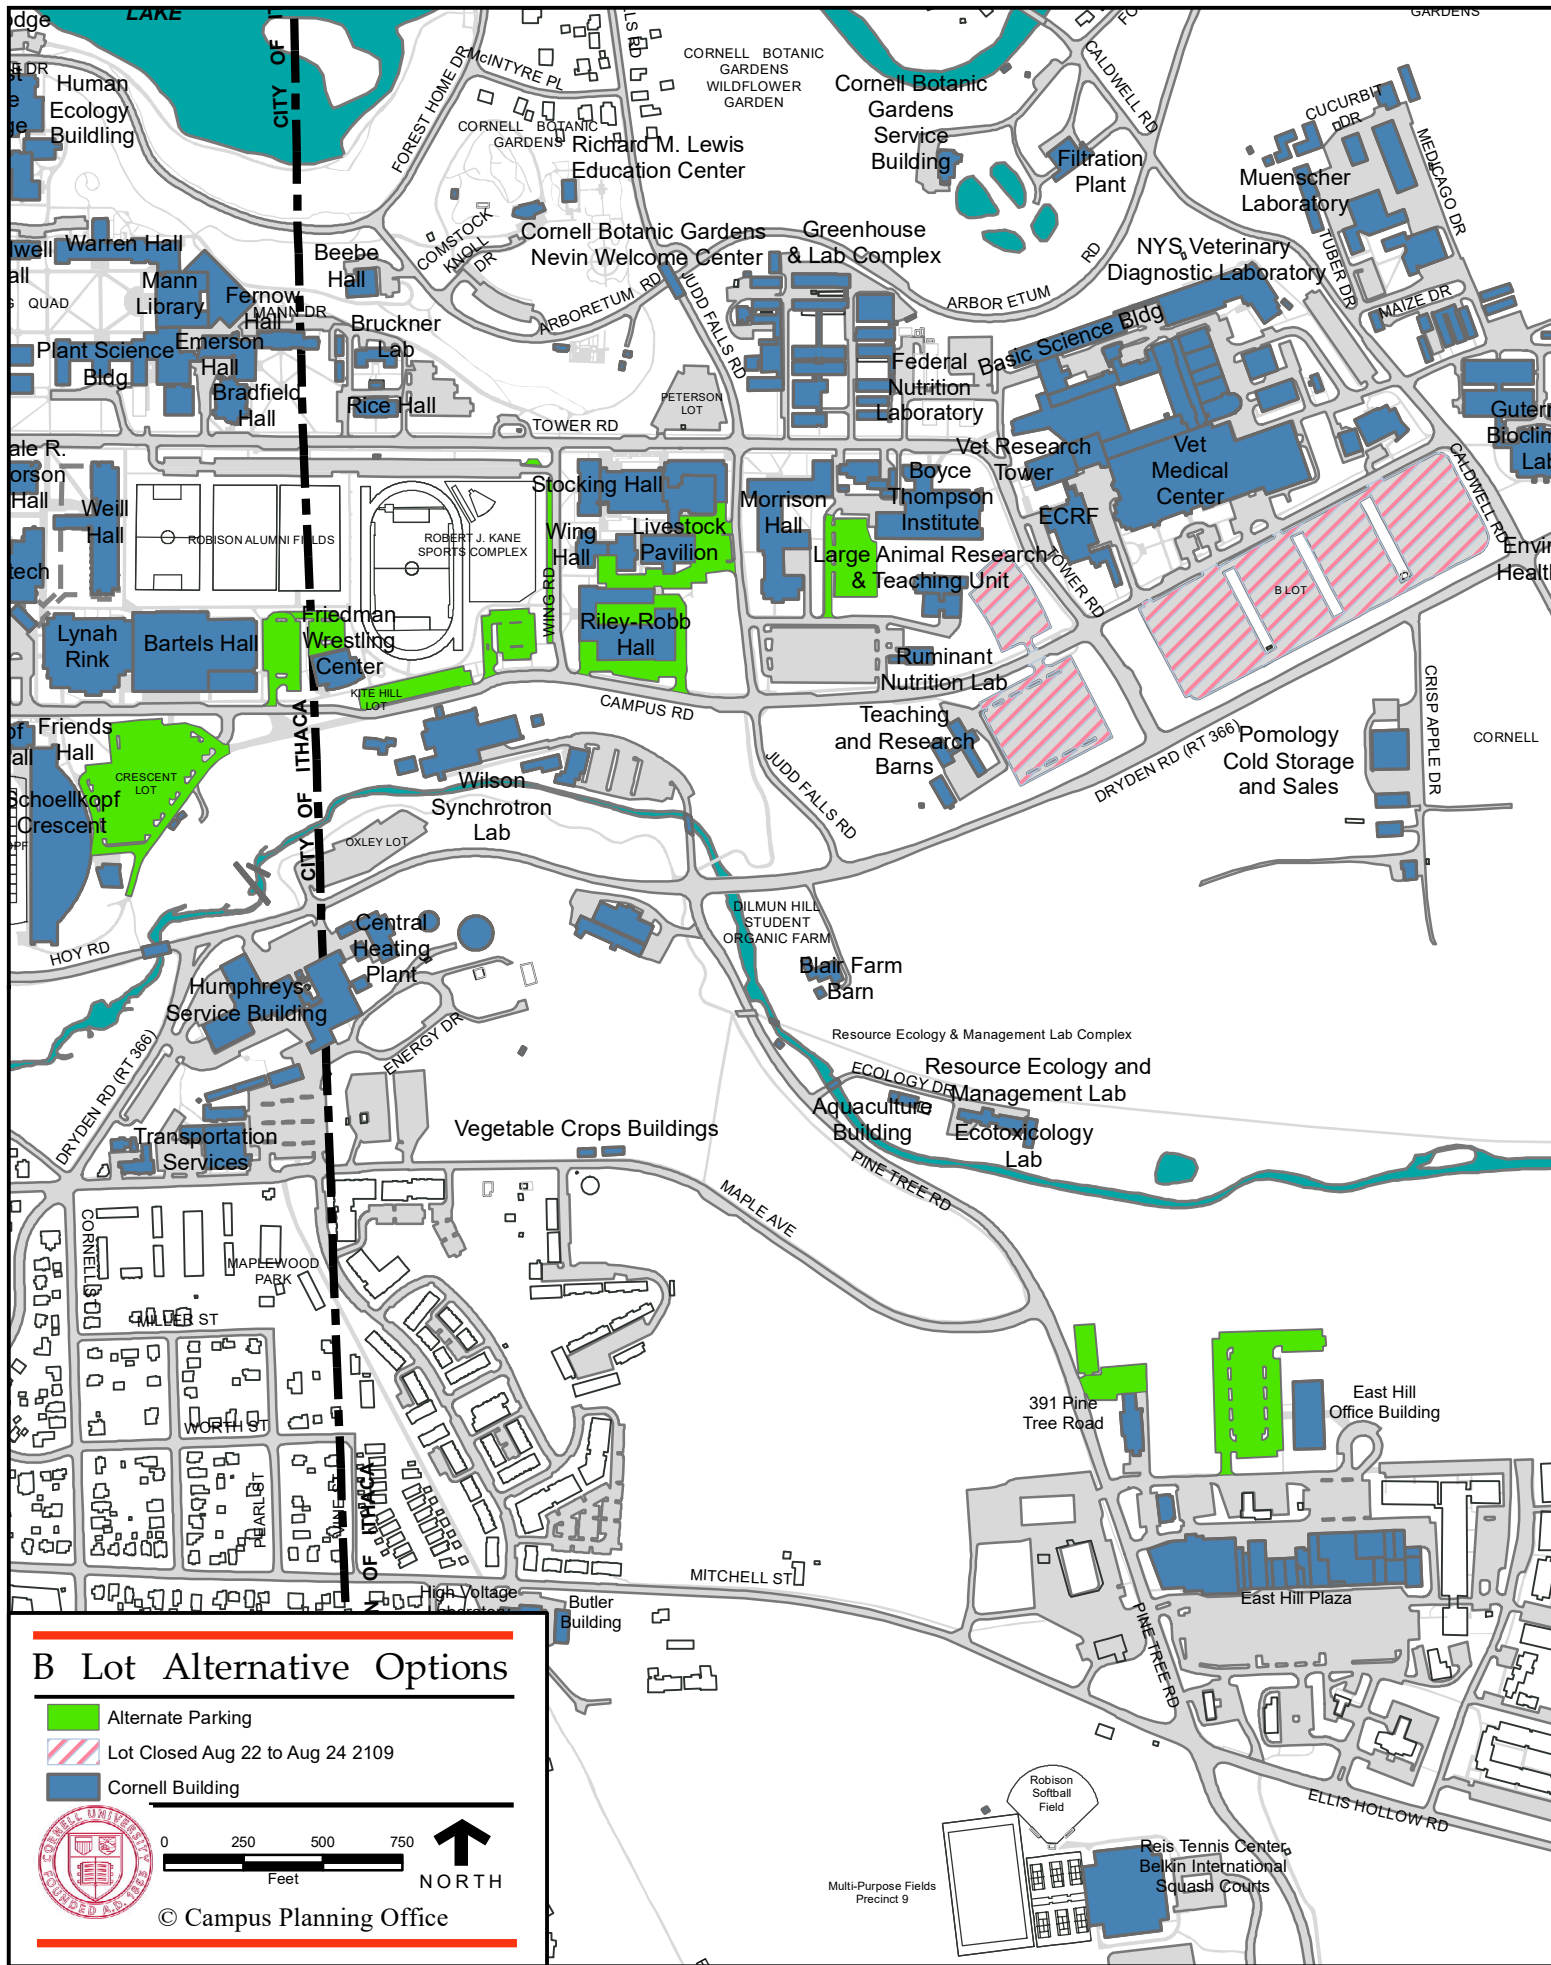 LAKE
CITY OF
GARDENS
Human
Ecology
Buildling
FOREST HOME DR
McINTYRE PL
CORNELL BOTANIC
GARDENS
WILDFLOWER
GARDEN
CORNELL BOTANIC
GARDENS
Richard M. Lewis
Education Center
Cornell Botanic
Gardens
Service
Building
CALDWELL RD
Filtration
Plant
CUCURBIT
DR
MEDICAGO DR
Muenscher
Laboratory
TUBER DR
MAIZE DR
Warren Hall
Mann
Library
QUAD
Beebe
Hall
Fernow
Hall
MANN DR
COMSTOCK
KNOLL
DR
Cornell Botanic Gardens
Nevin Welcome Center
ARBORETUM RD
JUDD FALLS RD
Greenhouse
& Lab Complex
ARBOR ETUM
RD
NYS Veterinary
Diagnostic Laboratory
Basic Science Bldg
Plant Science
Bldg
Emerson
Hall
Bradfield
Hall
Bruckner
Lab
Rice Hall
PETERSON
LOT
TOWER RD
Federal
Nutrition
Laboratory
Vet Research
Tower
Vet
Medical
Center
CALDWELL RD
Weill
Hall
ROBISON ALUMNI FIELDS
ROBERT J. KANE
SPORTS COMPLEX
Stocking Hall
Wing
Hall
Livestock
Pavilion
WING RD
Morrison
Hall
Boyce
Thompson
Institute
ECRF
Large Animal Research
& Teaching Unit
TOWER RD
B LOT
Lynah
Rink
Bartels Hall
Friedman
Wrestling
Center
KITE HILL
LOT
Riley-Robb
Hall
CAMPUS RD
Ruminant
Nutrition Lab
Teaching
and Research
Barns
DRYDEN RD (RT 366)
Pomology
Cold Storage
and Sales
CRISP APPLE DR
CORNELL
Friends
Hall
CRESCENT
LOT
Schoellkopf
Crescent
CITY OF ITHACA
Wilson
Synchrotron
Lab
JUDD FALLS RD
OXLEY LOT
HOY RD
Central
Heating
Plant
Humphreys
Service Building
ENERGY DR
DILMUN HILL
STUDENT
ORGANIC FARM
Blair Farm
Barn
Resource Ecology & Management Lab Complex
ECOLOGY DR
Resource Ecology and
Management Lab
Aquaculture
Building
Ecotoxicology
Lab
DRYDEN RD (RT 366)
Transportation
Services
Vegetable Crops Buildings
MAPLE AVE
PINE TREE RD
CORNELL ST
MAPLEWOOD
PARK
MILLER ST
WORTH ST
PEARL ST
VINE ST
OF ITHACA
391 Pine
Tree Road
East Hill
Office Building
East Hill Plaza
MITCHELL ST
High Voltage
Laboratory
Butler
Building
PINE TREE RD
ELLIS HOLLOW RD
Robison
Softball
Field
Multi-Purpose Fields
Precinct 9
Reis Tennis Center
Belkin International
Squash Courts
B Lot Alternative Options
Alternate Parking
Lot Closed Aug 22 to Aug 24 2109
Cornell Building
CORNELL UNIVERSITY
FOUNDED A.D. 1865
0 250 500 750
Feet
NORTH
© Campus Planning Office